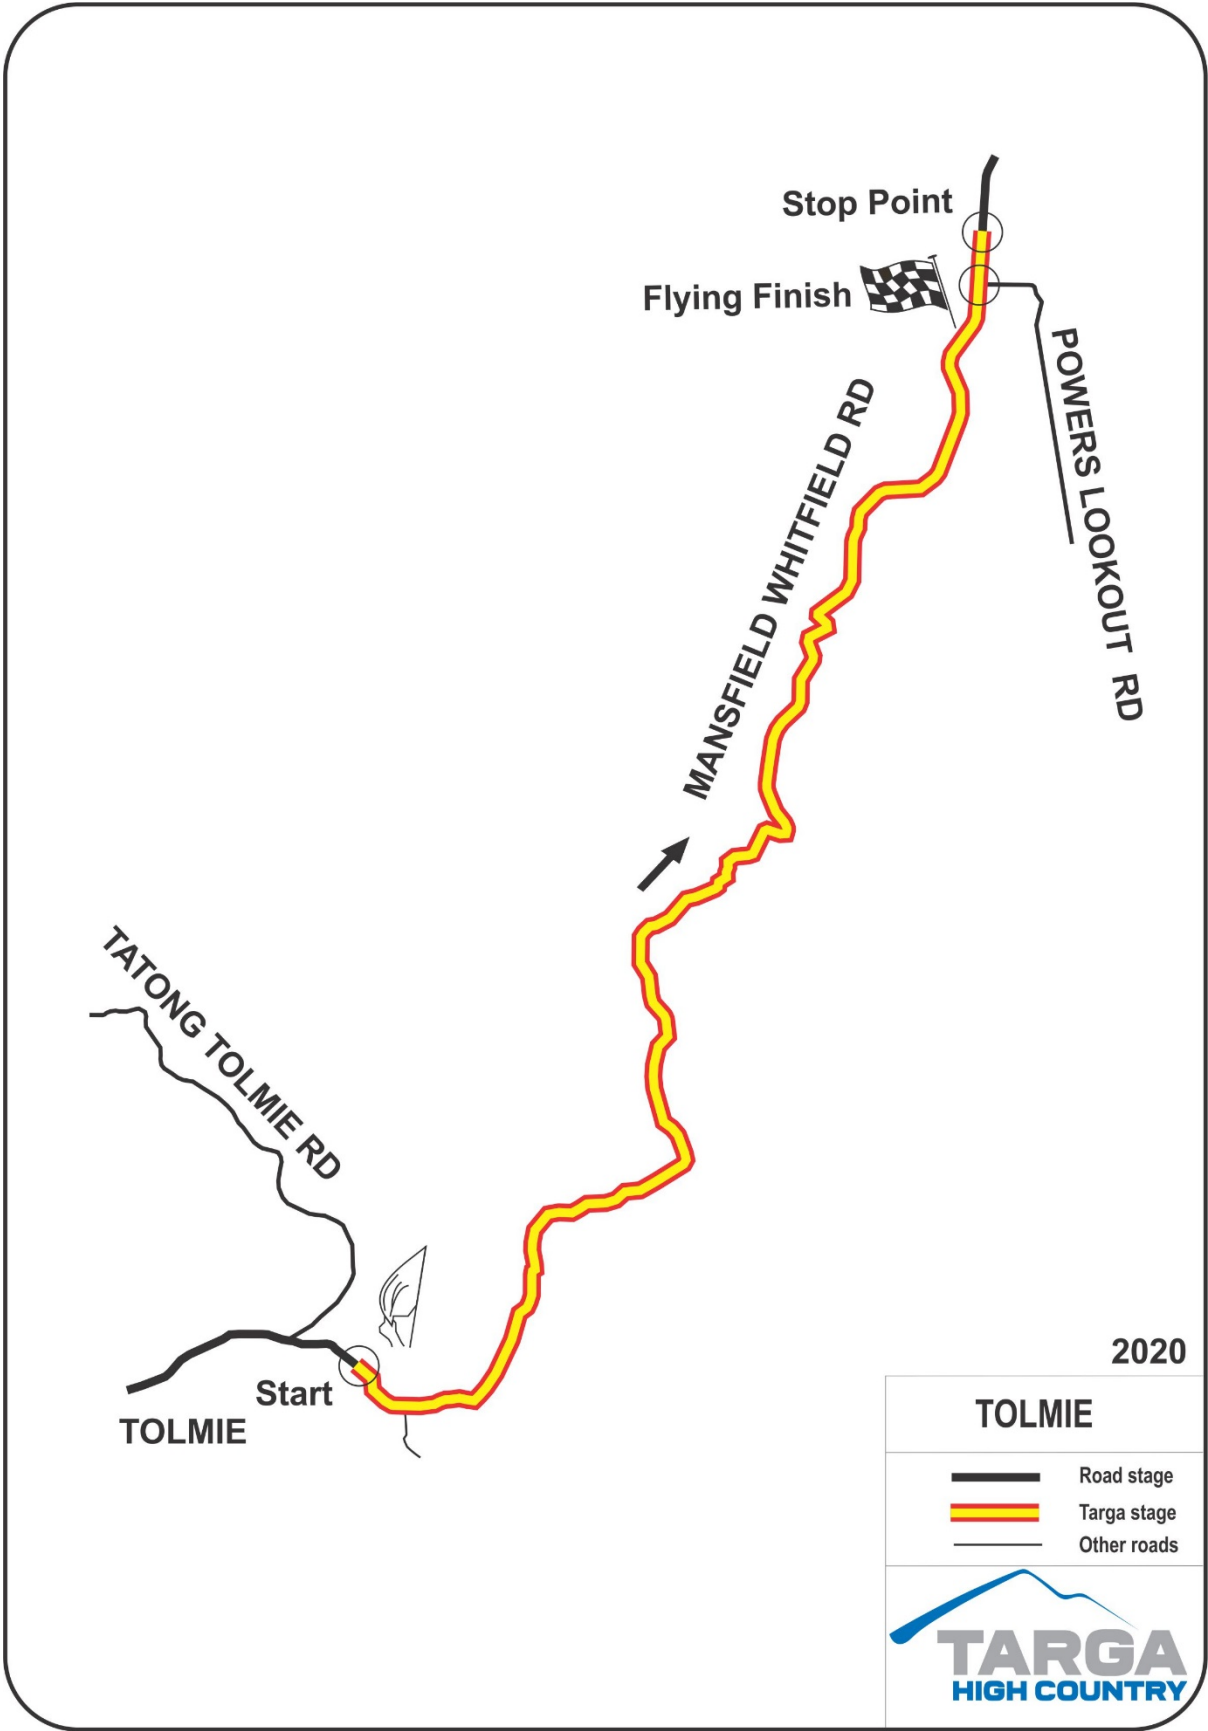 Stop Point
Flying Finish
POWERS LOOKOUT RD
MANSFIELD WHITFIELD RD
TATONG TOLMIE RD
Start
TOLMIE
2020
TOLMIE
Road stage
Targa stage
Other roads
TARGA
HIGH COUNTRY